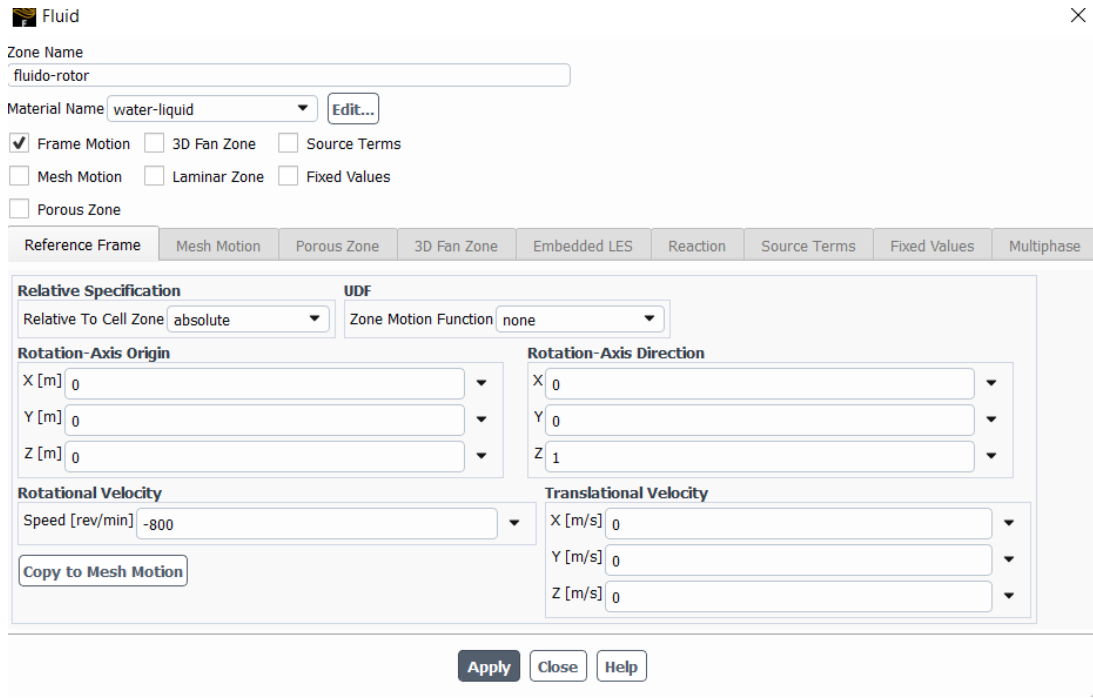 Fluid
Zone Name
fluido-rotor
Material Name water-liquid Edit...
Frame Motion 3D Fan Zone Source Terms
Mesh Motion Laminar Zone Fixed Values
Porous Zone
Reference Frame Mesh Motion Porous Zone 3D Fan Zone Embedded LES Reaction Source Terms Fixed Values Multiphase
Relative Specification UDF
Relative To Cell Zone absolute Zone Motion Function none
Rotation-Axis Origin Rotation-Axis Direction
X [m] 0 X 0
Y [m] 0 Y 0
Z [m] 0 Z 1
Rotational Velocity Translational Velocity
Speed [rev/min] -800 X [m/s] 0
Y [m/s] 0
Copy to Mesh Motion
Z [m/s] 0
Apply Close Help